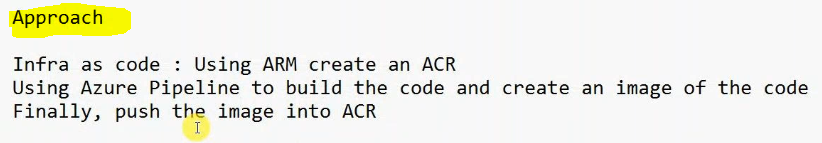 Approach
Infra as code : Using ARM create an ACR
Using Azure Pipeline to build the code and create an image of the code
Finally, push the image into ACR